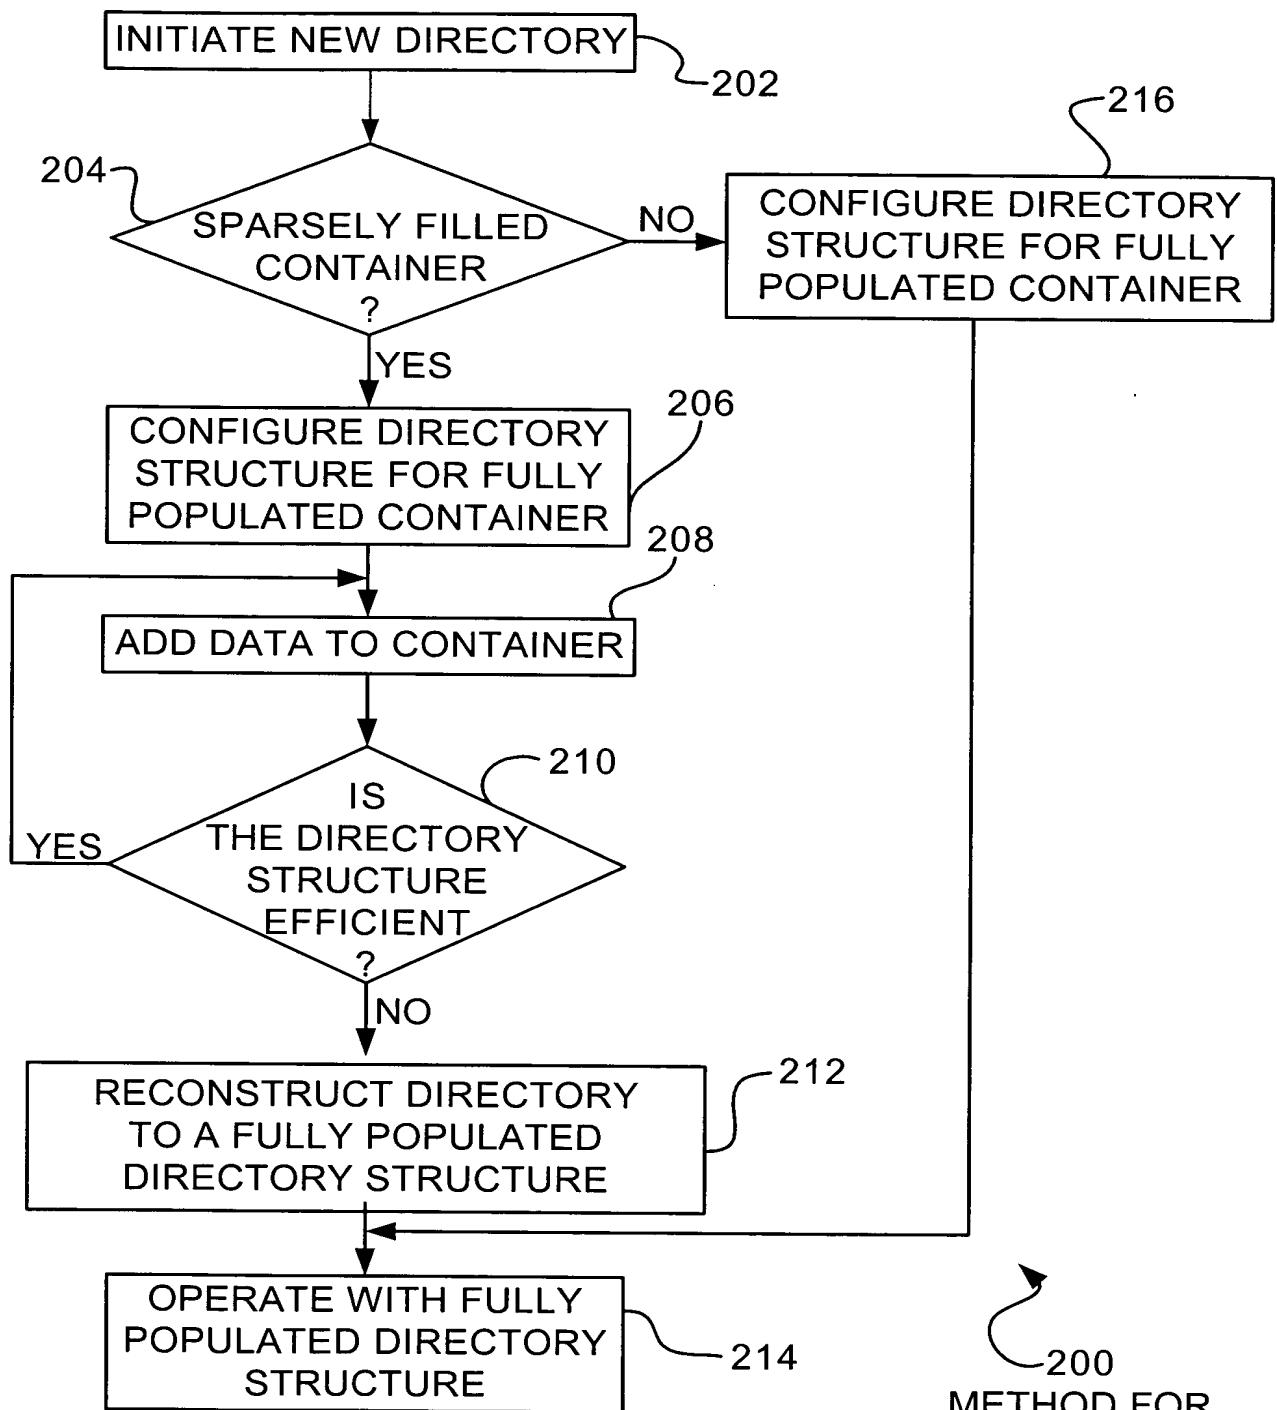 INITIATE NEW DIRECTORY
202
216
204
SPARSELY FILLED
CONTAINER
?
NO
CONFIGURE DIRECTORY
STRUCTURE FOR FULLY
POPULATED CONTAINER
YES
206
CONFIGURE DIRECTORY
STRUCTURE FOR FULLY
POPULATED CONTAINER
208
ADD DATA TO CONTAINER
210
IS
THE DIRECTORY
STRUCTURE
EFFICIENT
?
YES
NO
212
RECONSTRUCT DIRECTORY
TO A FULLY POPULATED
DIRECTORY STRUCTURE
OPERATE WITH FULLY
POPULATED DIRECTORY
STRUCTURE
214
200
METHOD FOR